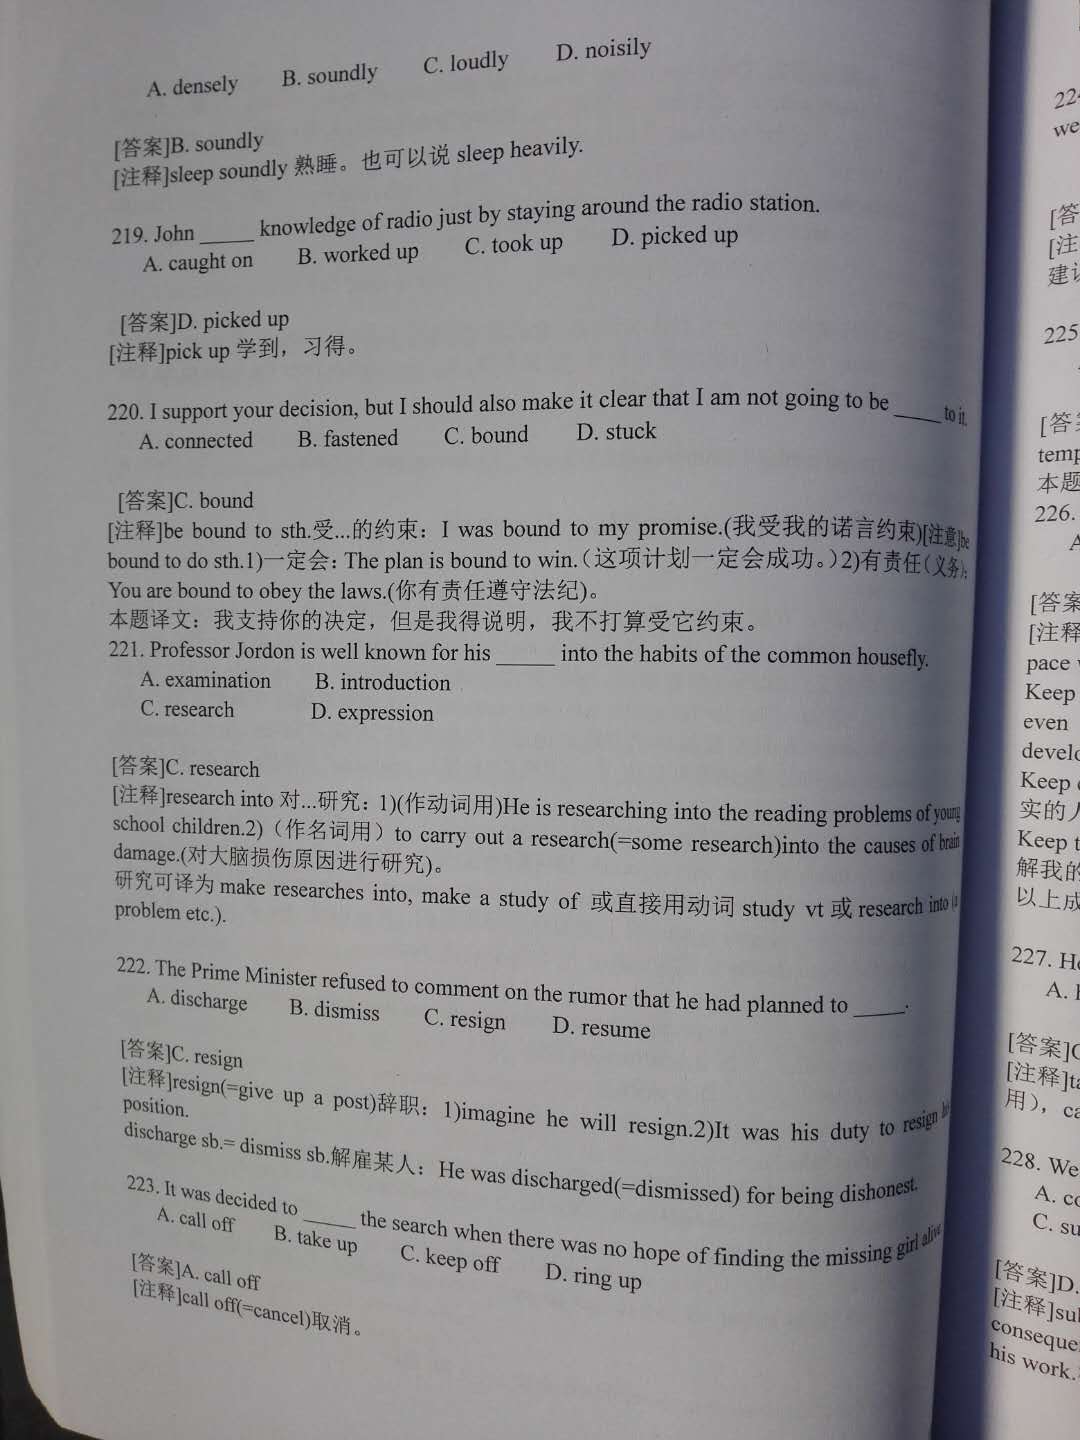 A. densely B. soundly C. loudly D. noisily
[答案]B. soundly
[注释]sleep soundly 熟睡。也可以说 sleep heavily.
219. John _____ knowledge of radio just by staying around the radio station.
A. caught on B. worked up C. took up D. picked up
[答案]D. picked up
[注释]pick up 学到，习得。
220. I support your decision, but I should also make it clear that I am not going to be _____ to it.
A. connected B. fastened C. bound D. stuck
[答案]C. bound
[注释]be bound to sth.受...的约束：I was bound to my promise.(我受我的诺言约束)[注意]be
bound to do sth.1)一定会：The plan is bound to win.（这项计划一定会成功。）2)有责任（义务）：
You are bound to obey the laws.(你有责任遵守法纪)。
本题译文：我支持你的决定，但是我得说明，我不打算受它约束。
221. Professor Jordon is well known for his _____ into the habits of the common housefly.
A. examination B. introduction
C. research D. expression
[答案]C. research
[注释]research into 对...研究：1)(作动词用)He is researching into the reading problems of young
school children.2)（作名词用）to carry out a research(=some research)into the causes of brain
damage.(对大脑损伤原因进行研究)。
研究可译为 make researches into, make a study of 或直接用动词 study vt 或 research into (a
problem etc.).
222. The Prime Minister refused to comment on the rumor that he had planned to _____.
A. discharge B. dismiss C. resign D. resume
[答案]C. resign
[注释]resign(=give up a post)辞职：1)imagine he will resign.2)It was his duty to resign his
position.
discharge sb.= dismiss sb.解雇某人：He was discharged(=dismissed) for being dishonest.
223. It was decided to _____ the search when there was no hope of finding the missing girl alive.
A. call off B. take up C. keep off D. ring up
[答案]A. call off
[注释]call off(=cancel)取消。
we
[答
[注
建议
225
[答
temp
本题
226.
A
[答案
[注释
pace
Keep
even
Keep
实的
Keep t
解我的
以上成
227. He
A.
[答案]C
[注释]ta
用），ca
228. We
A. co
C. su
[答案]D.
[注释]sul
conseque
his work.